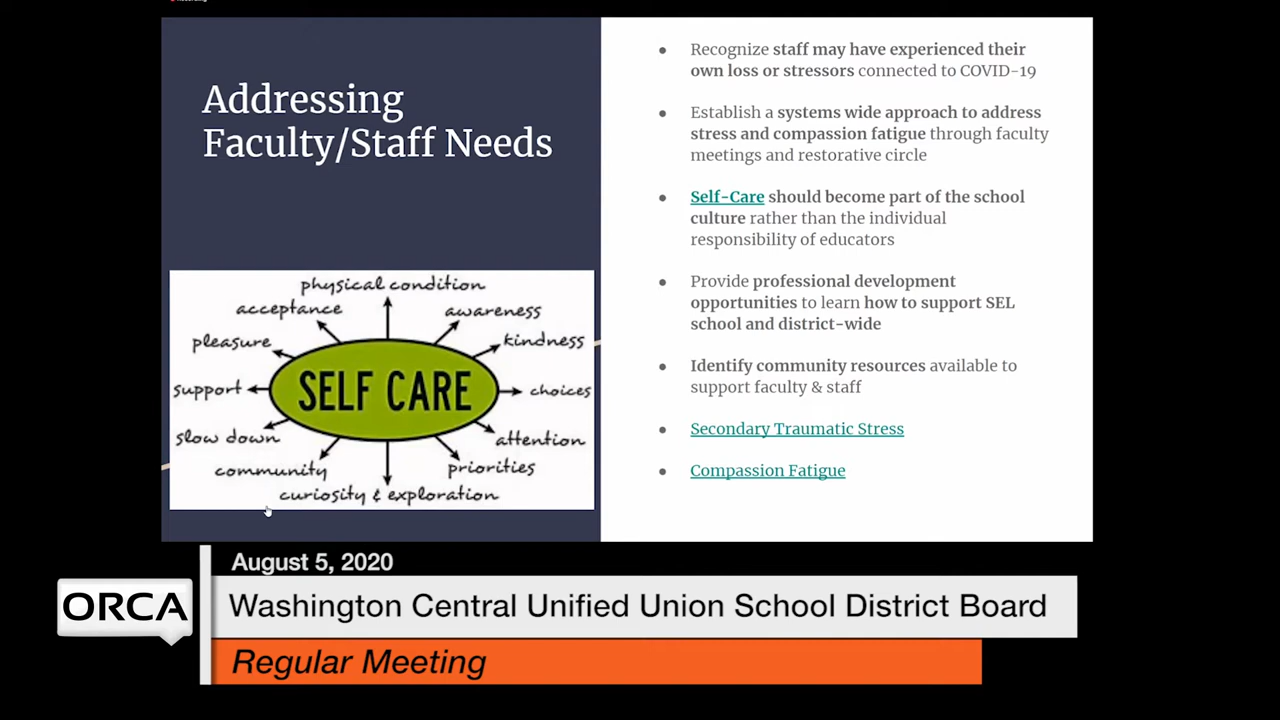 Addressing
Faculty/Staff Needs
physical condition
acceptance
awareness
pleasure
kindness
support
SELF CARE
choices
slow down
attention
community
priorities
curiosity & exploration
● Recognize staff may have experienced their
own loss or stressors connected to COVID-19
● Establish a systems wide approach to address
stress and compassion fatigue through faculty
meetings and restorative circle
● Self-Care should become part of the school
culture rather than the individual
responsibility of educators
● Provide professional development
opportunities to learn how to support SEL
school and district-wide
● Identify community resources available to
support faculty & staff
● Secondary Traumatic Stress
● Compassion Fatigue
August 5, 2020
ORCA
Washington Central Unified Union School District Board
Regular Meeting